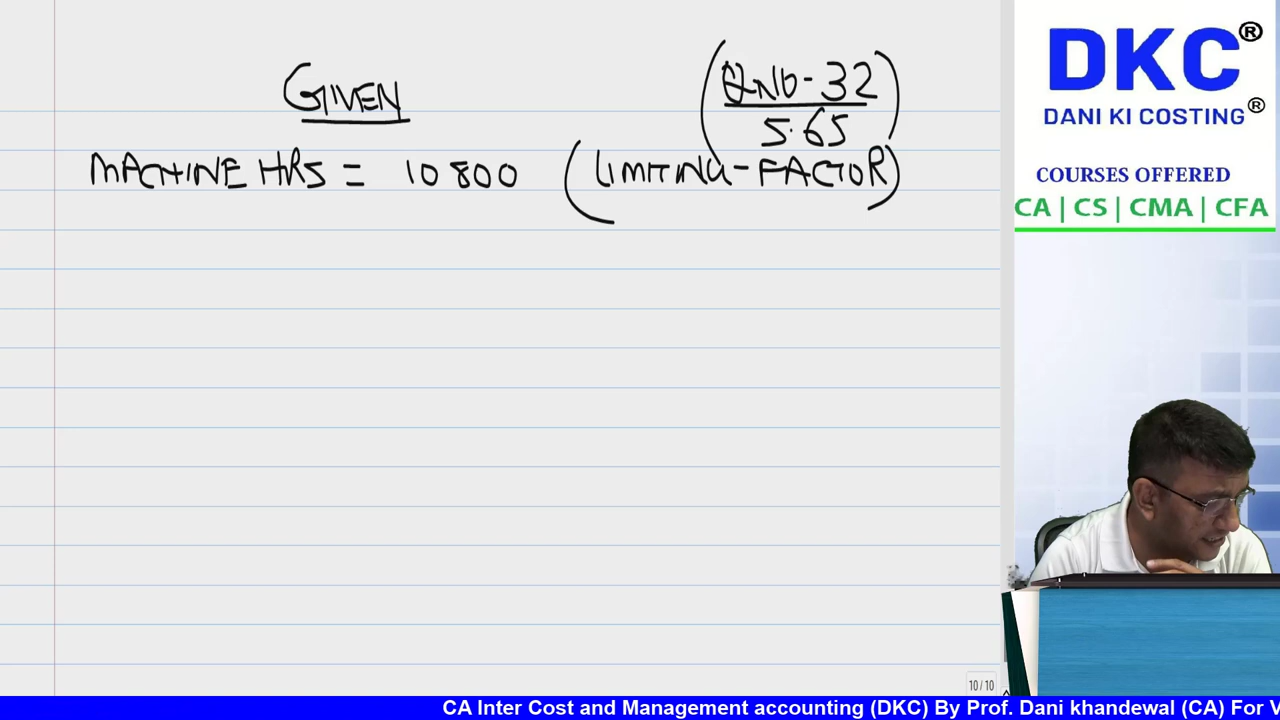 GIVEN
(Q.NO - 32
5.65)
MACHINE HRS = 10800 (LIMITING - FACTOR)
10/10
DKC®
DANI KI COSTING®
COURSES OFFERED
CA | CS | CMA | CFA
CA Inter Cost and Management accounting (DKC) By Prof. Dani khandewal (CA) For V